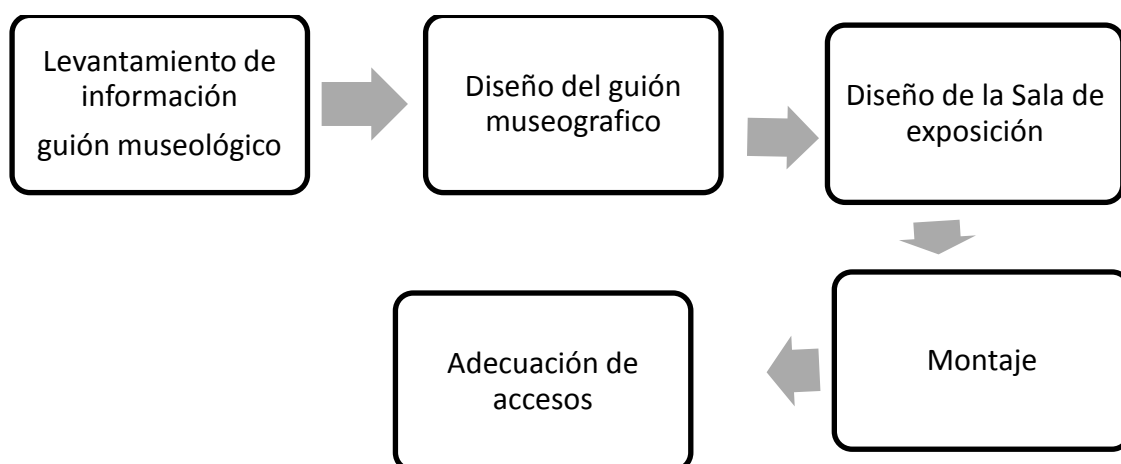 Levantamiento de
información
guión museológico
Diseño del guión
museografico
Diseño de la Sala de
exposición
Montaje
Adecuación de
accesos